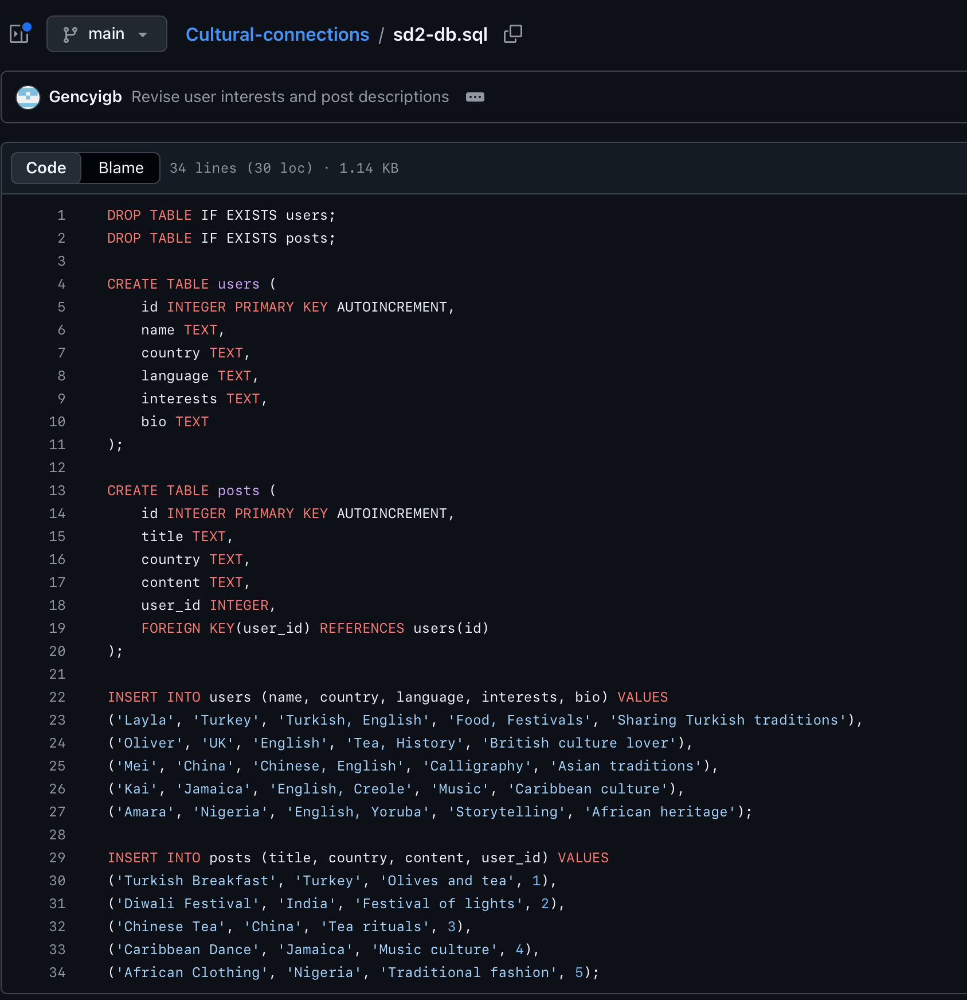 main
Cultural-connections / sd2-db.sql
Gencyigb Revise user interests and post descriptions
Code Blame 34 lines (30 loc) · 1.14 KB
1 DROP TABLE IF EXISTS users;
2 DROP TABLE IF EXISTS posts;
3
4 CREATE TABLE users (
5     id INTEGER PRIMARY KEY AUTOINCREMENT,
6     name TEXT,
7     country TEXT,
8     language TEXT,
9     interests TEXT,
10     bio TEXT
11 );
12
13 CREATE TABLE posts (
14     id INTEGER PRIMARY KEY AUTOINCREMENT,
15     title TEXT,
16     country TEXT,
17     content TEXT,
18     user_id INTEGER,
19     FOREIGN KEY(user_id) REFERENCES users(id)
20 );
21
22 INSERT INTO users (name, country, language, interests, bio) VALUES
23 ('Layla', 'Turkey', 'Turkish, English', 'Food, Festivals', 'Sharing Turkish traditions'),
24 ('Oliver', 'UK', 'English', 'Tea, History', 'British culture lover'),
25 ('Mei', 'China', 'Chinese, English', 'Calligraphy', 'Asian traditions'),
26 ('Kai', 'Jamaica', 'English, Creole', 'Music', 'Caribbean culture'),
27 ('Amara', 'Nigeria', 'English, Yoruba', 'Storytelling', 'African heritage');
28
29 INSERT INTO posts (title, country, content, user_id) VALUES
30 ('Turkish Breakfast', 'Turkey', 'Olives and tea', 1),
31 ('Diwali Festival', 'India', 'Festival of lights', 2),
32 ('Chinese Tea', 'China', 'Tea rituals', 3),
33 ('Caribbean Dance', 'Jamaica', 'Music culture', 4),
34 ('African Clothing', 'Nigeria', 'Traditional fashion', 5);